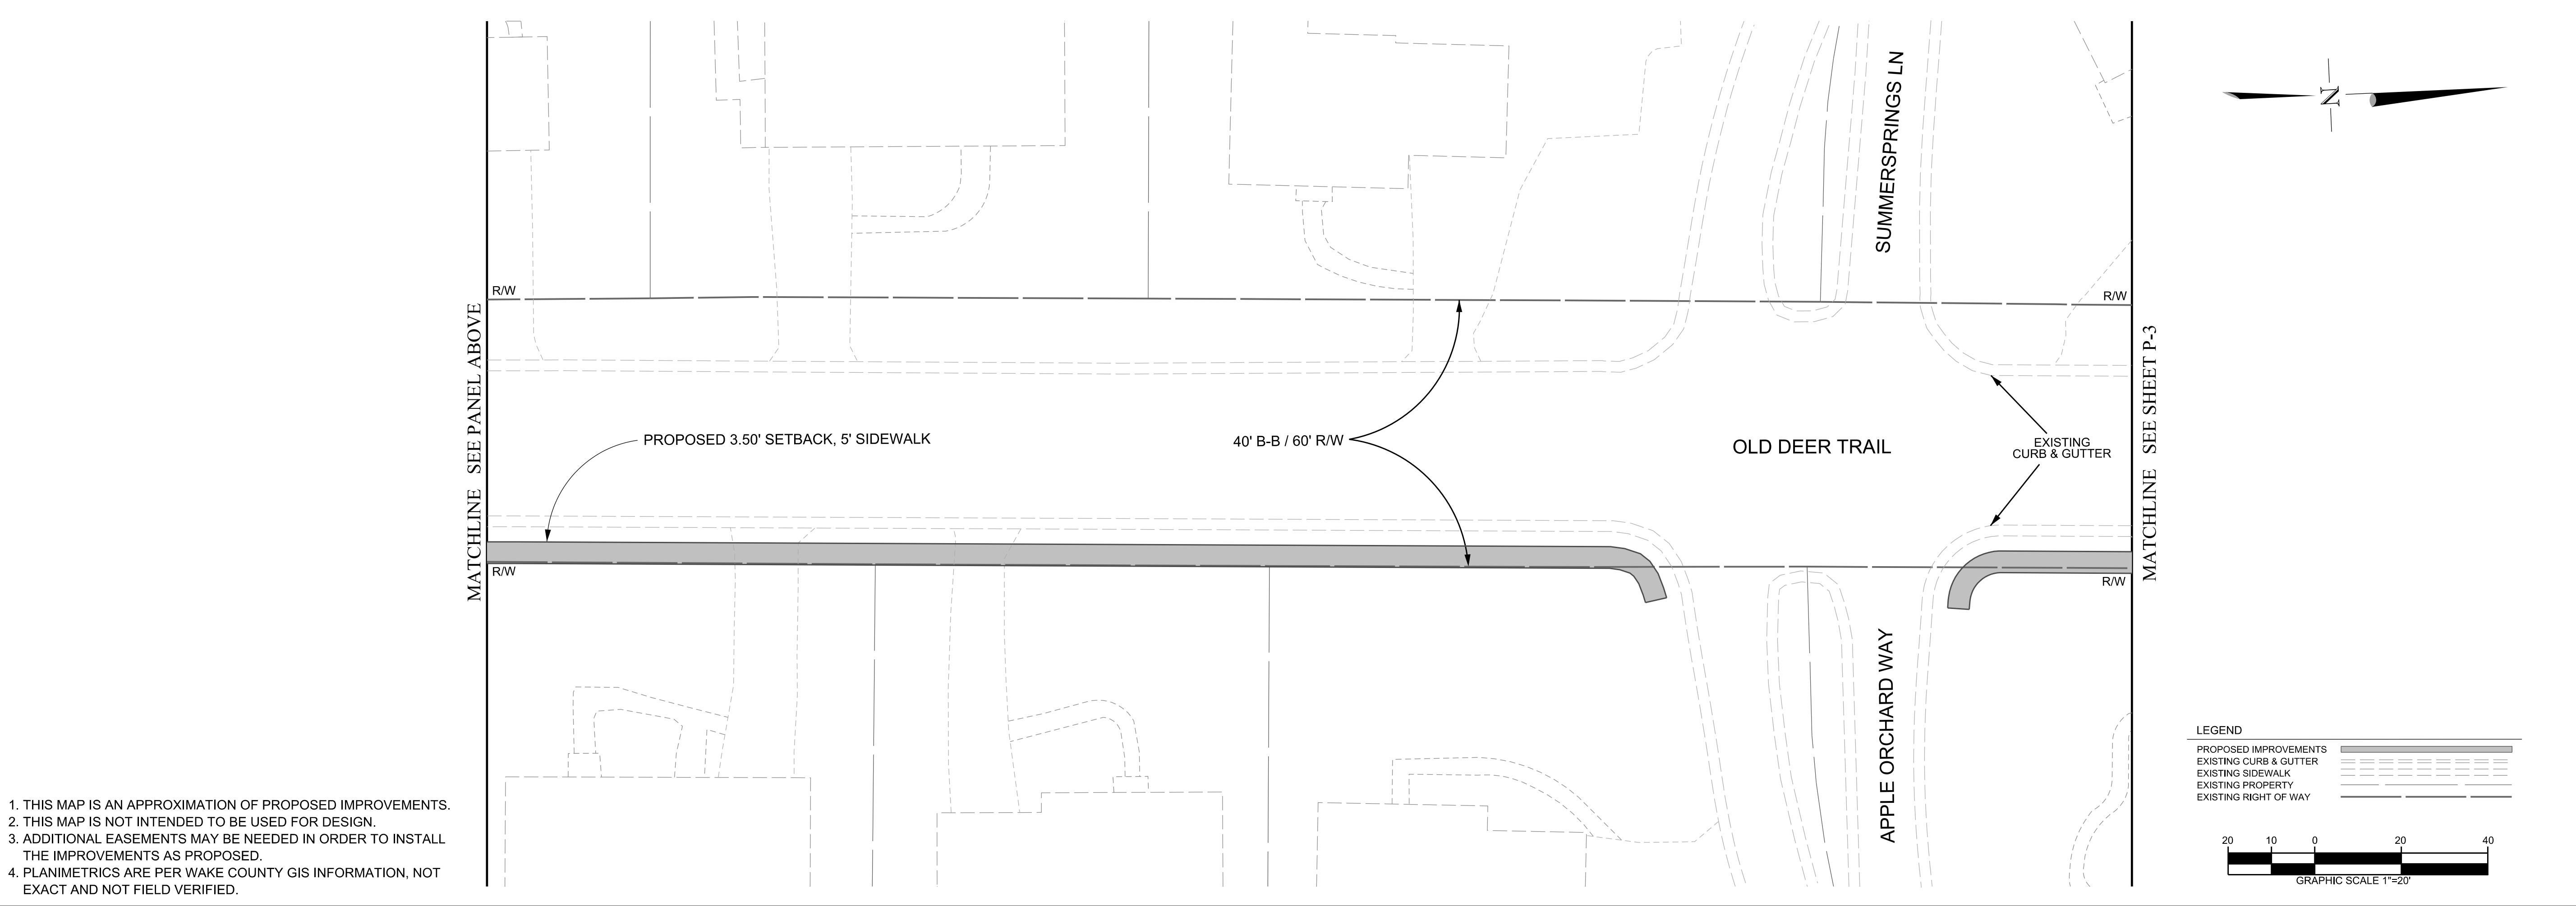 SUMMERSPRINGS LN
N
R/W
R/W
MATCHLINE SEE PANEL ABOVE
MATCHLINE SEE SHEET P-3
PROPOSED 3.50' SETBACK, 5' SIDEWALK
40' B-B / 60' R/W
OLD DEER TRAIL
EXISTING
CURB & GUTTER
R/W
R/W
APPLE ORCHARD WAY
LEGEND
PROPOSED IMPROVEMENTS
EXISTING CURB & GUTTER
EXISTING SIDEWALK
EXISTING PROPERTY
EXISTING RIGHT OF WAY
20 10 0 20 40
GRAPHIC SCALE 1"=20'
1. THIS MAP IS AN APPROXIMATION OF PROPOSED IMPROVEMENTS.
2. THIS MAP IS NOT INTENDED TO BE USED FOR DESIGN.
3. ADDITIONAL EASEMENTS MAY BE NEEDED IN ORDER TO INSTALL
THE IMPROVEMENTS AS PROPOSED.
4. PLANIMETRICS ARE PER WAKE COUNTY GIS INFORMATION, NOT
EXACT AND NOT FIELD VERIFIED.